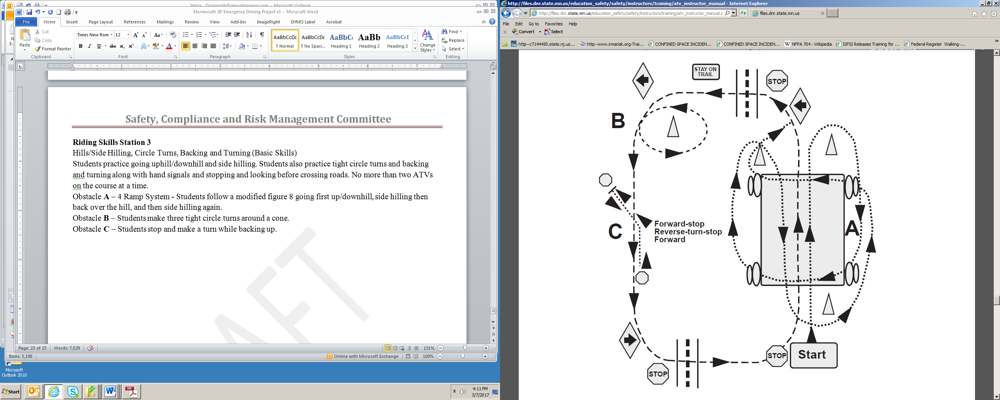 Inbox - Druprecht@jamontgomery.com - Microsoft Outlook
Monmouth JIF Emergency Driving Project v3 - Microsoft Word
File Home Insert Page Layout References Mailings Review View Add-Ins ImageRight DYMO Label Acrobat
Paste
Cut
Copy
Format Painter
Clipboard
Times New Rom 12
Font
Paragraph
AaBbCcDc AaBbCcDc AaBbC AaBb AaBbCcI
¶ Normal ¶ No Spaci... Heading 1 Heading 2 Heading 3
Change
Styles
Styles
Find
Replace
Select
Editing
Safety, Compliance and Risk Management Committee
Riding Skills Station 3
Hills/Side Hilling, Circle Turns, Backing and Turning (Basic Skills)
Students practice going uphill/downhill and side hilling. Students also practice tight circle turns and backing
and turning along with hand signals and stopping and looking before crossing roads. No more than two ATVs
on the course at a time.
Obstacle A – 4 Ramp System - Students follow a modified figure 8 going first up/downhill, side hilling then
back over the hill, and then side hilling again.
Obstacle B – Students make three tight circle turns around a cone.
Obstacle C – Students stop and make a turn while backing up.
Page: 23 of 23 Words: 7,029 131%
Items: 5,198 Online with Microsoft Exchange 100%
Microsoft
Outlook 2010
Start
4:11 PM
3/7/2017
http://files.dnr.state.mn.us/education_safety/safety/instructors/training/atv_instructor_manual - Internet Explorer
http://files.dnr.state.mn.us/education_safety/safety/instructors/training/atv_instructor_manual.p
files.dnr.state.mn.us
File Edit Go to Favorites Help
Convert Select
http--c7144450.state.nj.us... http--www.irmarisk.org-Trai... CONFINED SPACE INCIDEN... CONFINED SPACE INCIDEN... NFPA 704 - Wikipedia ISFSI Releases Training for ... Federal Register Walking-...
STAY ON
TRAIL
STOP
B
C
Forward-stop
Reverse-turn-stop
Forward
A
STOP
Start
STOP